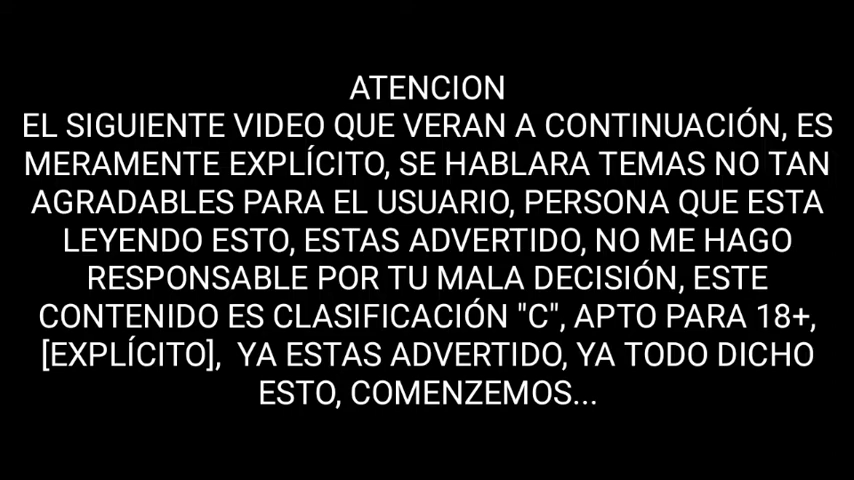 ATENCION
EL SIGUIENTE VIDEO QUE VERAN A CONTINUACIÓN, ES
MERAMENTE EXPLÍCITO, SE HABLARA TEMAS NO TAN
AGRADABLES PARA EL USUARIO, PERSONA QUE ESTA
LEYENDO ESTO, ESTAS ADVERTIDO, NO ME HAGO
RESPONSABLE POR TU MALA DECISIÓN, ESTE
CONTENIDO ES CLASIFICACIÓN "C", APTO PARA 18+,
[EXPLÍCITO],  YA ESTAS ADVERTIDO, YA TODO DICHO
ESTO, COMENZEMOS...